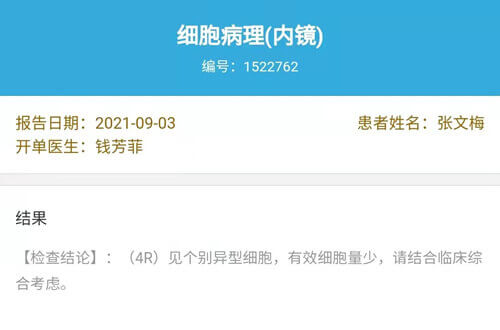 细胞病理(内镜)
编号：1522762
报告日期：2021-09-03 患者姓名：张文梅
开单医生：钱芳菲
结果
【检查结论】：（4R）见个别异型细胞，有效细胞量少，请结合临床综
合考虑。